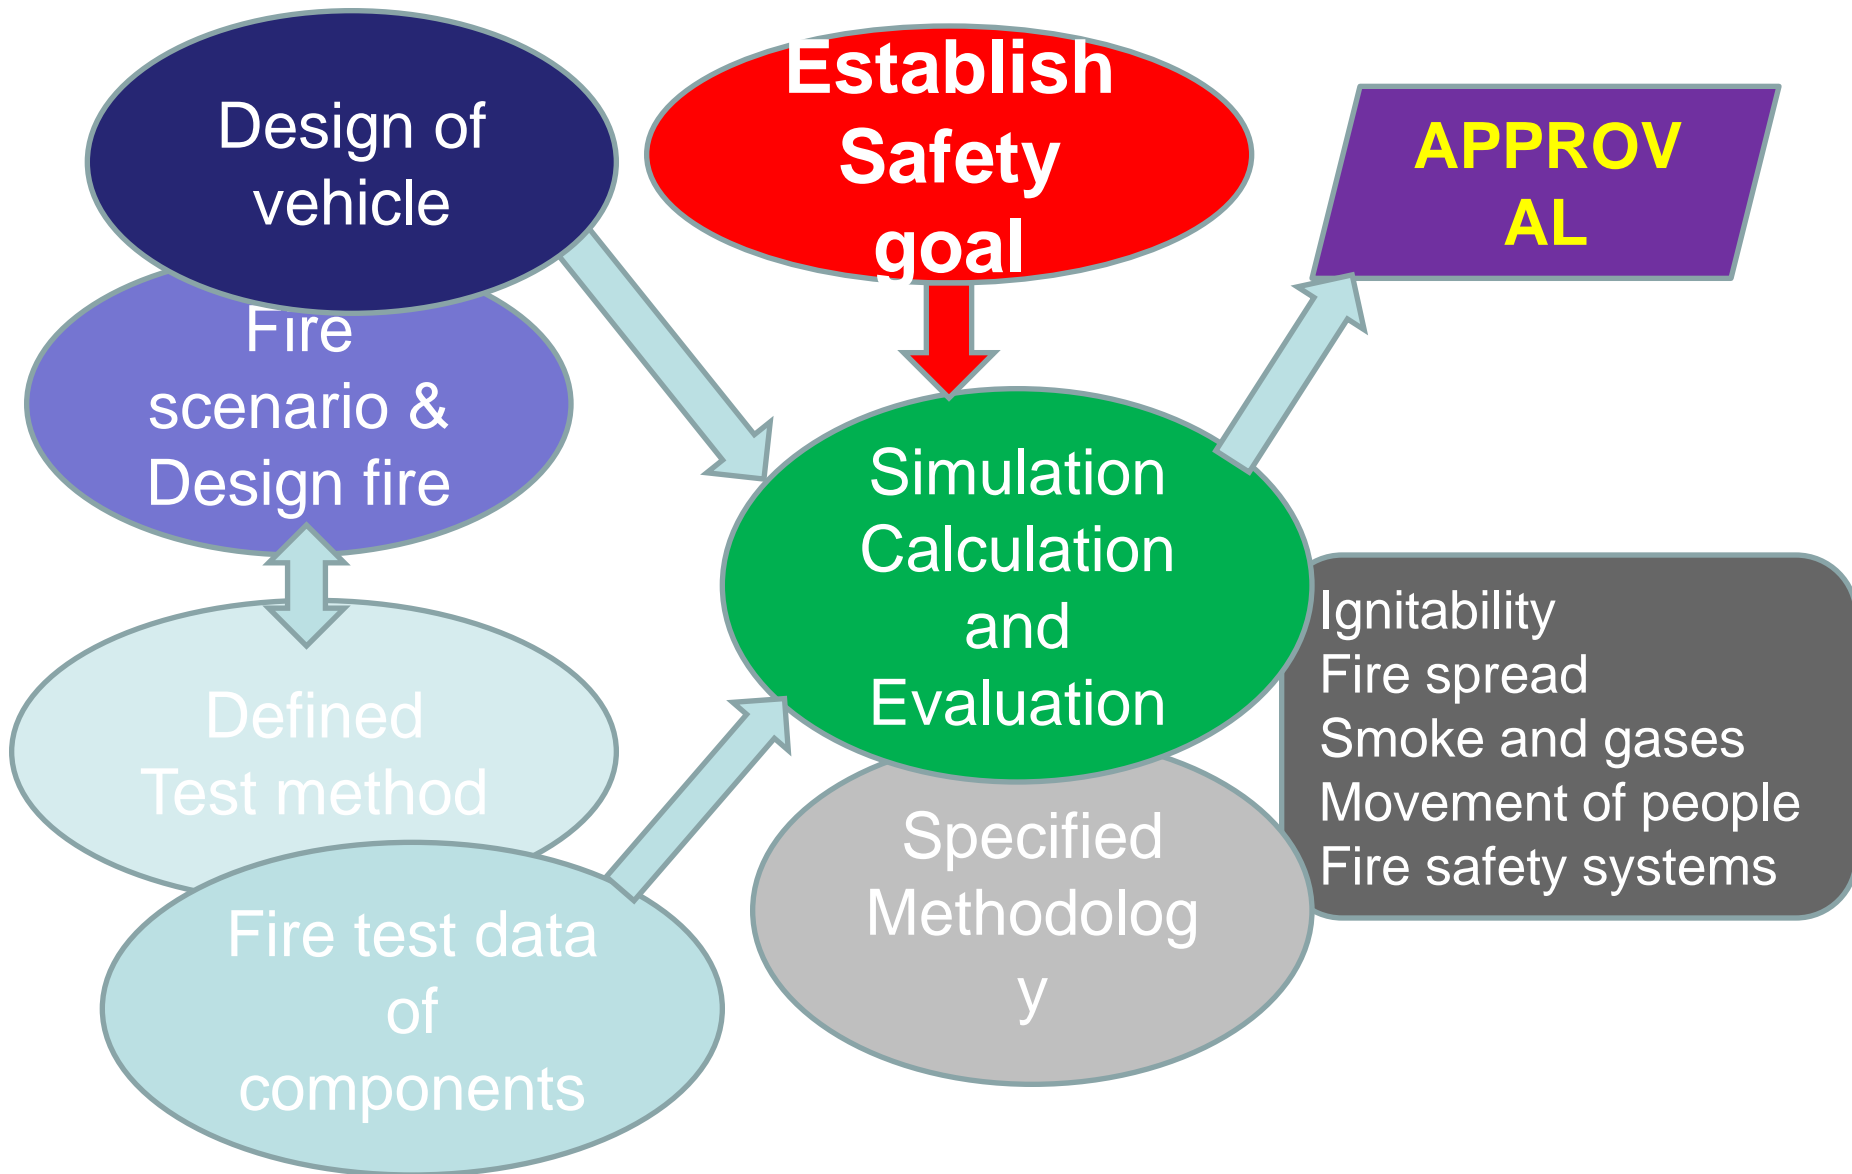 Design of
vehicle
Fire
scenario &
Design fire
Defined
Test method
Fire test data
of
components
Establish
Safety
goal
Simulation
Calculation
and
Evaluation
Specified
Methodolog
y
APPROV
AL
Ignitability
Fire spread
Smoke and gases
Movement of people
Fire safety systems